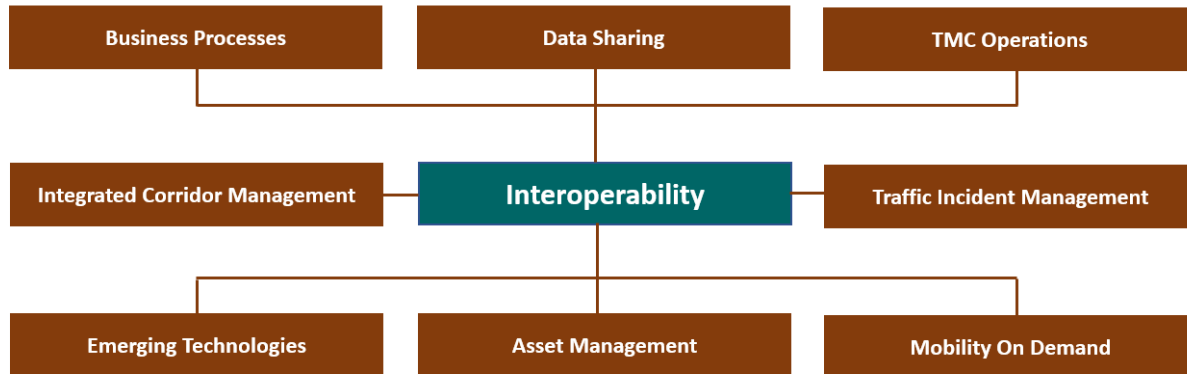 Business Processes
Data Sharing
TMC Operations
Integrated Corridor Management
Interoperability
Traffic Incident Management
Emerging Technologies
Asset Management
Mobility On Demand